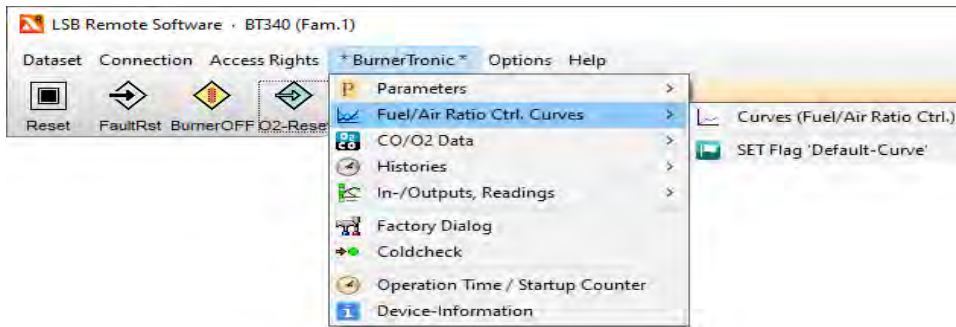 LSB Remote Software · BT340 (Fam.1)
Dataset Connection Access Rights * BurnerTronic * Options Help
Reset FaultRst BurnerOFF O2-Rese
P Parameters >
Fuel/Air Ratio Ctrl. Curves >
CO/O2 Data >
Histories >
In-/Outputs, Readings >
Factory Dialog
Coldcheck
Operation Time / Startup Counter
Device-Information
Curves (Fuel/Air Ratio Ctrl.)
SET Flag 'Default-Curve'